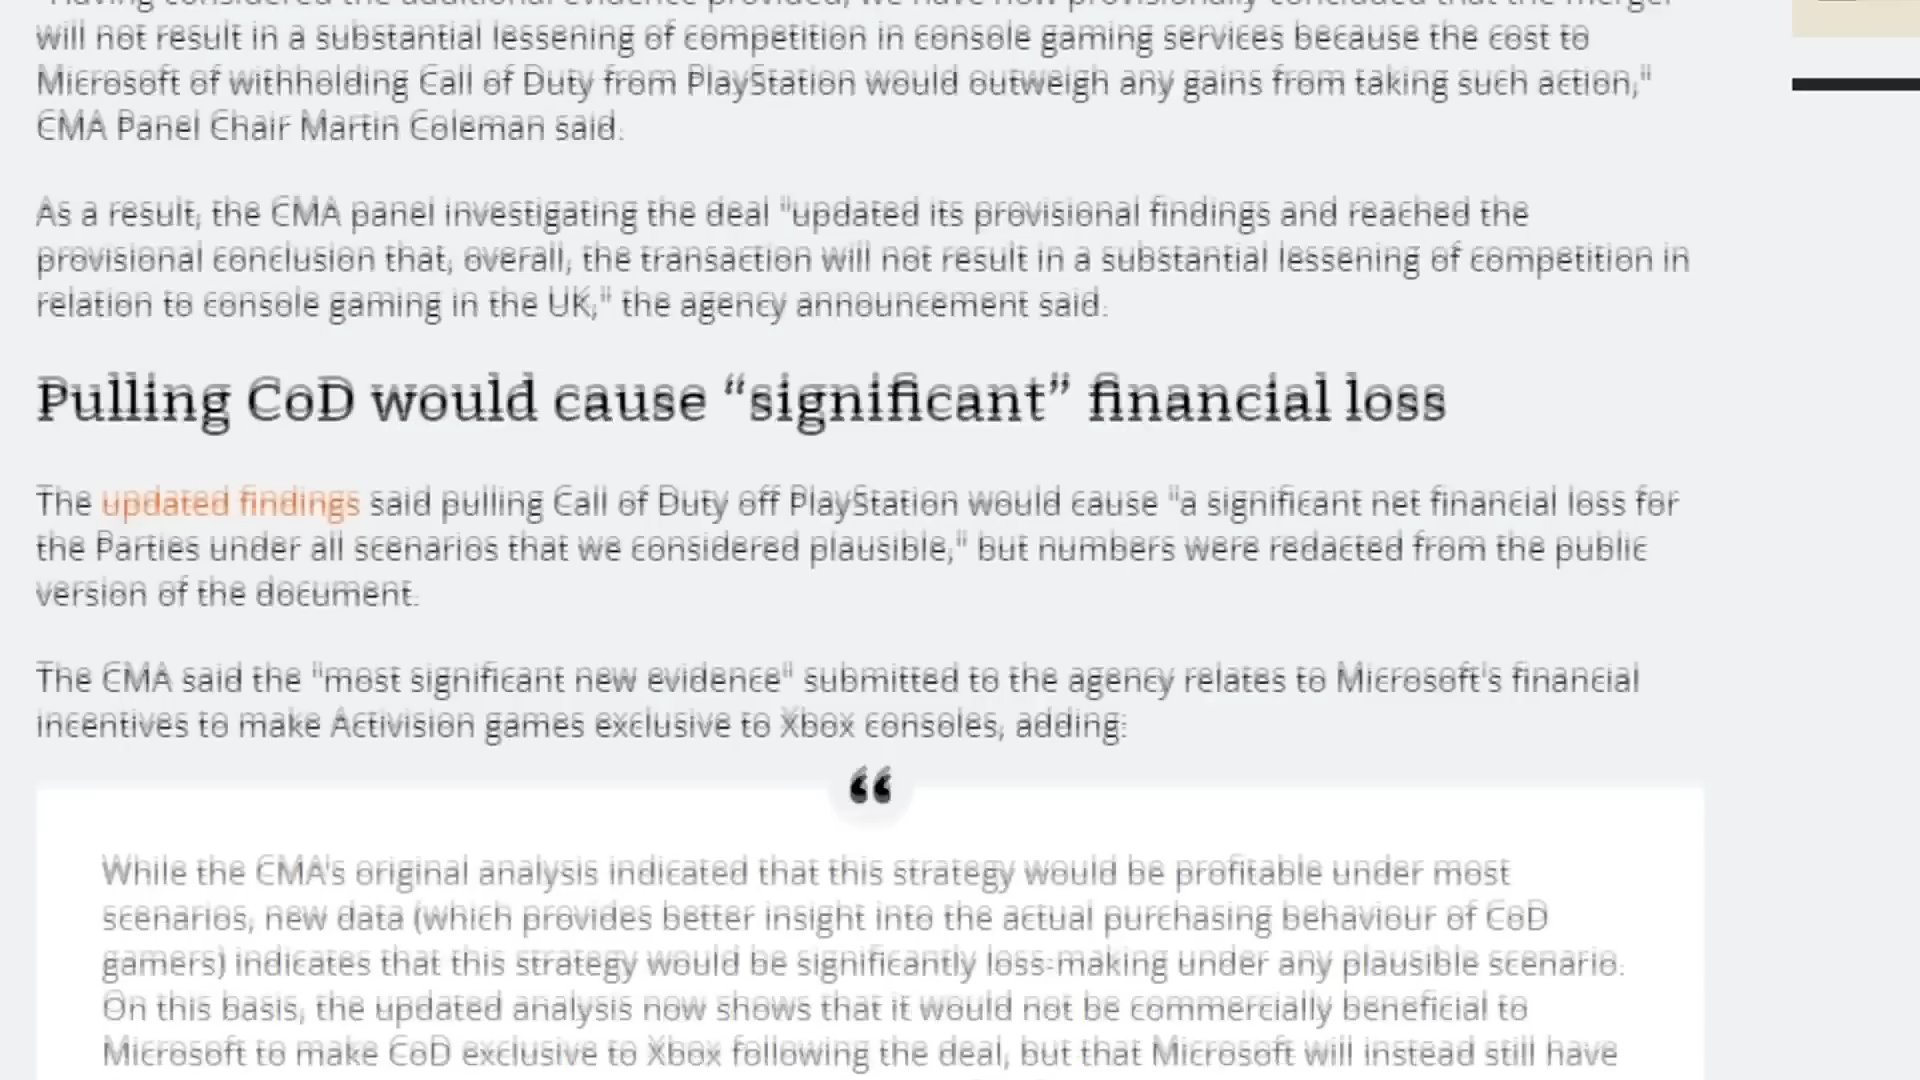 "Having considered the additional evidence provided, we have now provisionally concluded that the merger
will not result in a substantial lessening of competition in console gaming services because the cost to
Microsoft of withholding Call of Duty from PlayStation would outweigh any gains from taking such action,"
CMA Panel Chair Martin Coleman said.
As a result, the CMA panel investigating the deal "updated its provisional findings and reached the
provisional conclusion that, overall, the transaction will not result in a substantial lessening of competition in
relation to console gaming in the UK," the agency announcement said.
Pulling CoD would cause “significant” financial loss
The updated findings said pulling Call of Duty off PlayStation would cause "a significant net financial loss for
the Parties under all scenarios that we considered plausible," but numbers were redacted from the public
version of the document.
The CMA said the "most significant new evidence" submitted to the agency relates to Microsoft's financial
incentives to make Activision games exclusive to Xbox consoles, adding:
“
While the CMA's original analysis indicated that this strategy would be profitable under most
scenarios, new data (which provides better insight into the actual purchasing behaviour of CoD
gamers) indicates that this strategy would be significantly loss-making under any plausible scenario.
On this basis, the updated analysis now shows that it would not be commercially beneficial to
Microsoft to make CoD exclusive to Xbox following the deal, but that Microsoft will instead still have